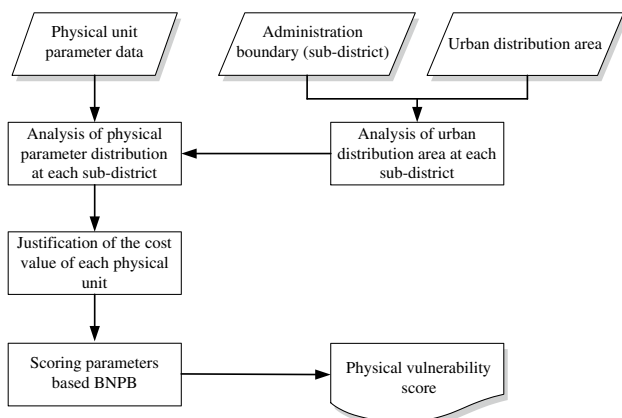 Physical unit
parameter data
Administration
boundary (sub-district)
Urban distribution area
Analysis of physical
parameter distribution
at each sub-district
Analysis of urban
distribution area at each
sub-district
Justification of the cost
value of each physical
unit
Scoring parameters
based BNPB
Physical vulnerability
score